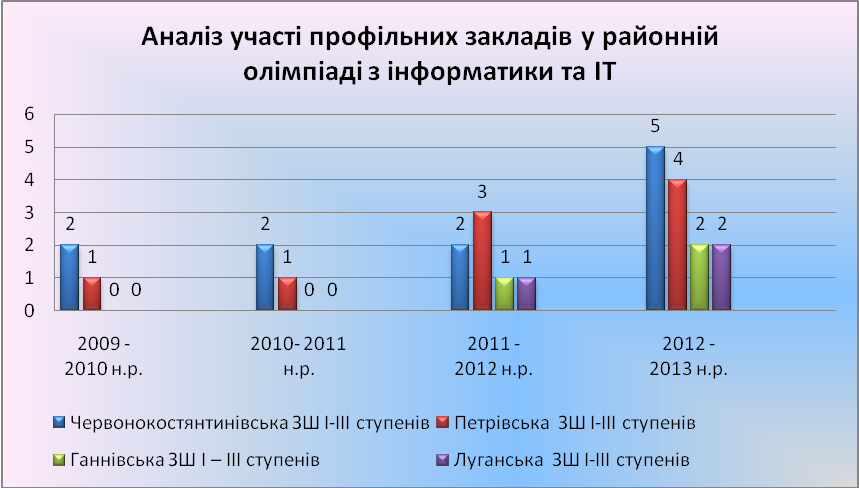 Аналіз участі профільних закладів у районній
олімпіаді з інформатики та ІТ
6
5
4
3
2
1
0
2 1 0 0
2 1 0 0
2 3 1 1
5 4 2 2
2009 -
2010 н.р.
2010- 2011
н.р.
2011 -
2012 н.р.
2012 -
2013 н.р.
Червонокостянтинівська ЗШ І-ІІІ ступенів
Петрівська ЗШ І-ІІІ ступенів
Ганнівська ЗШ І – ІІІ ступенів
Луганська ЗШ І-ІІІ ступенів